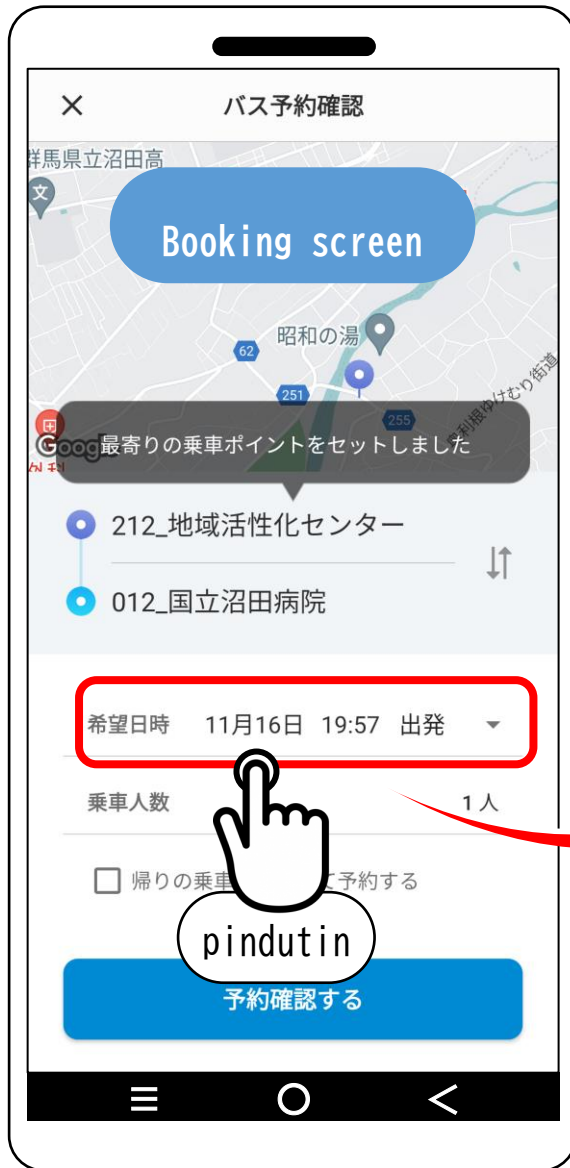 バス予約確認
群馬県立沼田高
文
Booking screen
昭和の湯
62
251
255
利根ゆけむり街道
最寄りの乗車ポイントをセットしました
212_地域活性化センター
012_国立沼田病院
希望日時 11月16日 19:57 出発
乗車人数 1人
帰りの乗車 予約する
pindutin
予約確認する